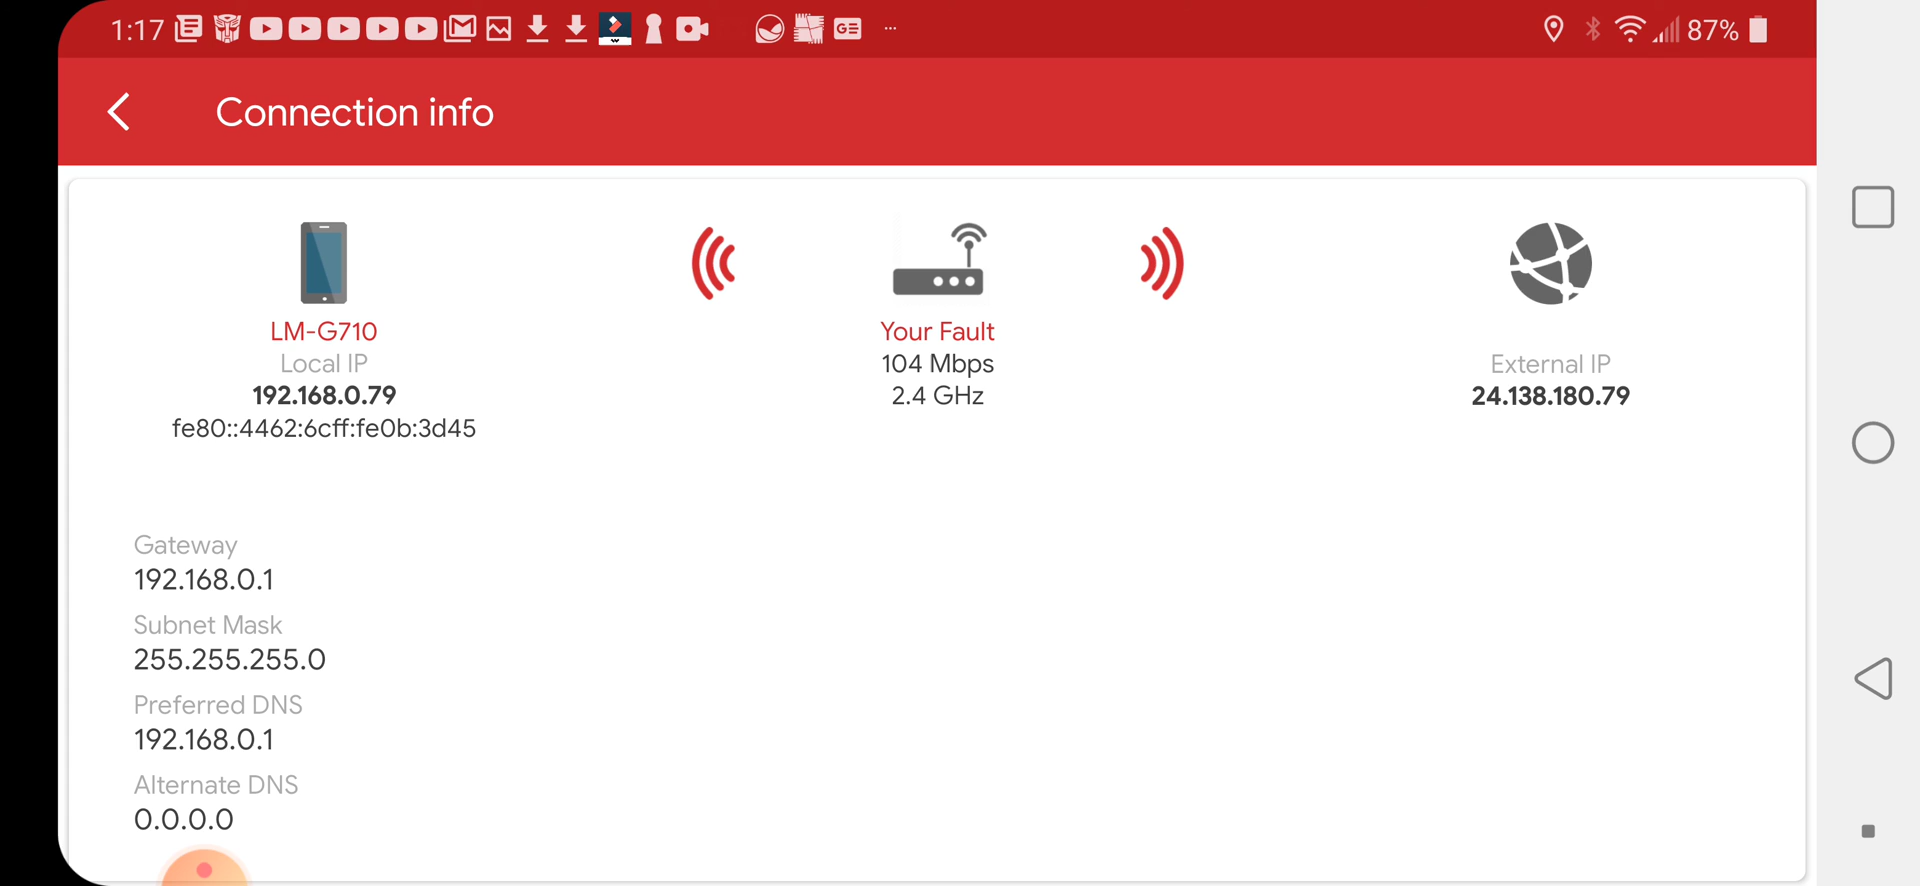 1:17 GE ... 87%
Connection info
LM-G710
Local IP
192.168.0.79
fe80::4462:6cff:fe0b:3d45
Your Fault
104 Mbps
2.4 GHz
External IP
24.138.180.79
Gateway
192.168.0.1
Subnet Mask
255.255.255.0
Preferred DNS
192.168.0.1
Alternate DNS
0.0.0.0